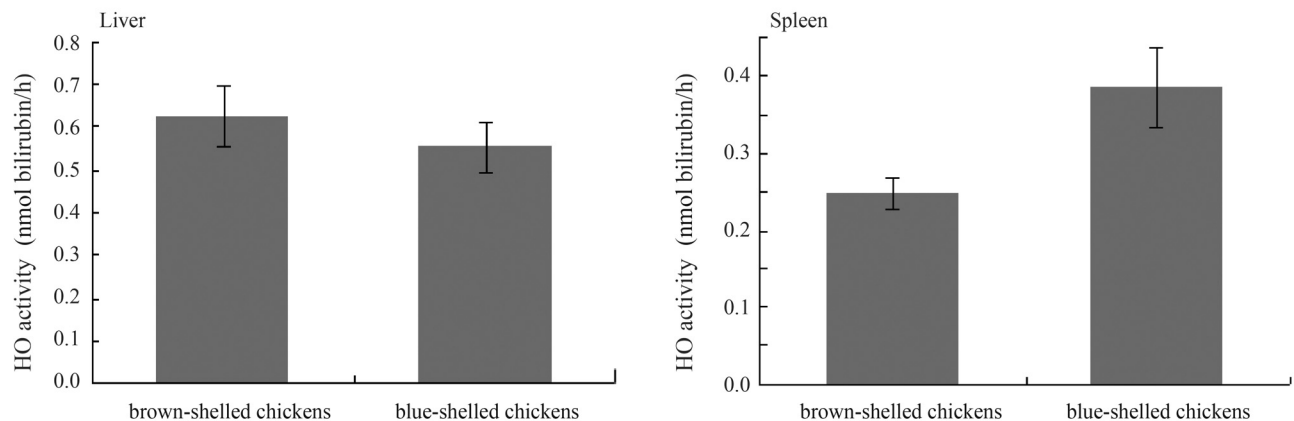 Liver
HO activity (nmol bilirubin/h)
0.8
0.7
0.6
0.5
0.4
0.3
0.2
0.1
0.0
brown-shelled chickens
blue-shelled chickens
Spleen
HO activity (nmol bilirubin/h)
0.4
0.3
0.2
0.1
0.0
brown-shelled chickens
blue-shelled chickens